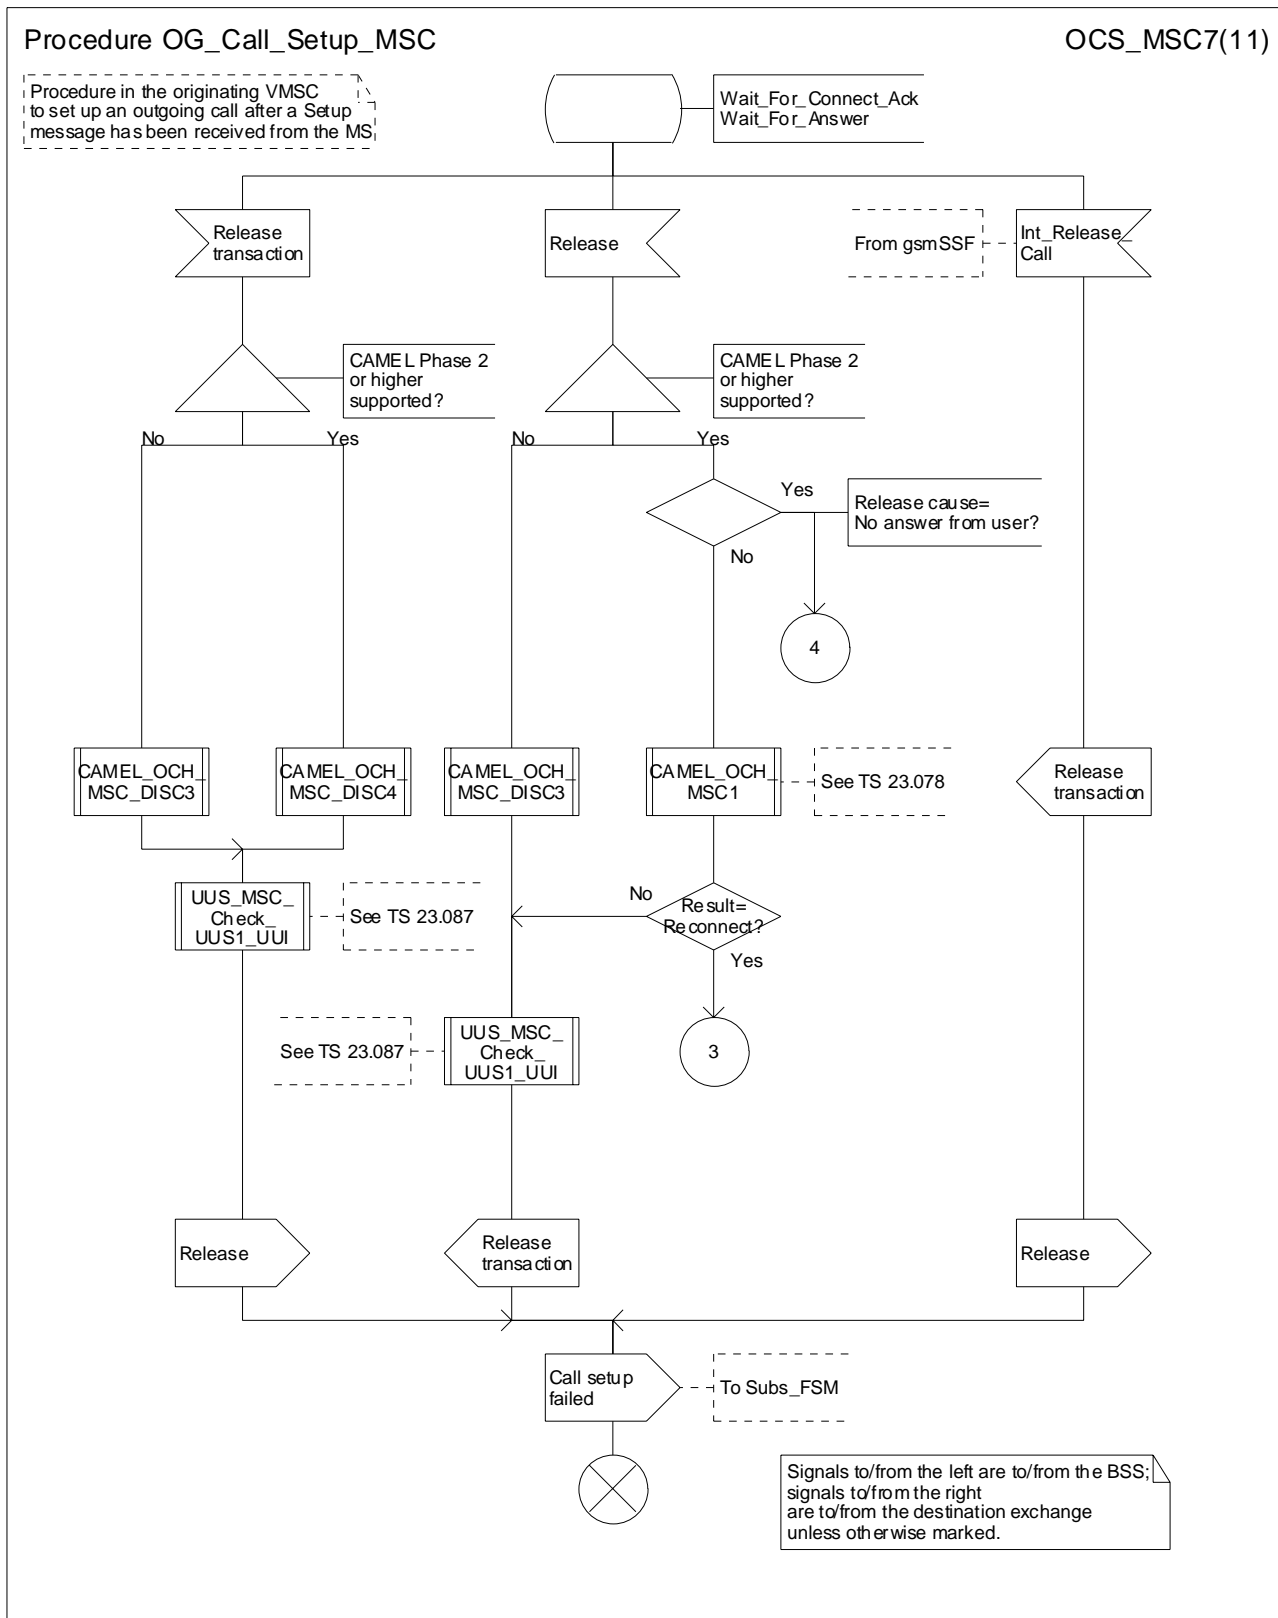 Procedure OG_Call_Setup_MSC
OCS_MSC7(11)
Procedure in the originating VMSC
to set up an outgoing call after a Setup
message has been received from the MS
Wait_For_Connect_Ack
Wait_For_Answer
Release
transaction
Release
From gsmSSF
Int_Release_
Call
CAMEL Phase 2
or higher
supported?
CAMEL Phase 2
or higher
supported?
No
Yes
No
Yes
Yes
Release cause=
No answer from user?
No
4
CAMEL_OCH_
MSC_DISC3
CAMEL_OCH_
MSC_DISC4
CAMEL_OCH_
MSC_DISC3
CAMEL_OCH_
MSC1
See TS 23.078
Release
transaction
UUS_MSC_
Check_
UUS1_UUI
See TS 23.087
No
Result=
Reconnect?
Yes
See TS 23.087
UUS_MSC_
Check_
UUS1_UUI
3
Release
Release
transaction
Release
Call setup
failed
To Subs_FSM
Signals to/from the left are to/from the BSS;
signals to/from the right
are to/from the destination exchange
unless otherwise marked.